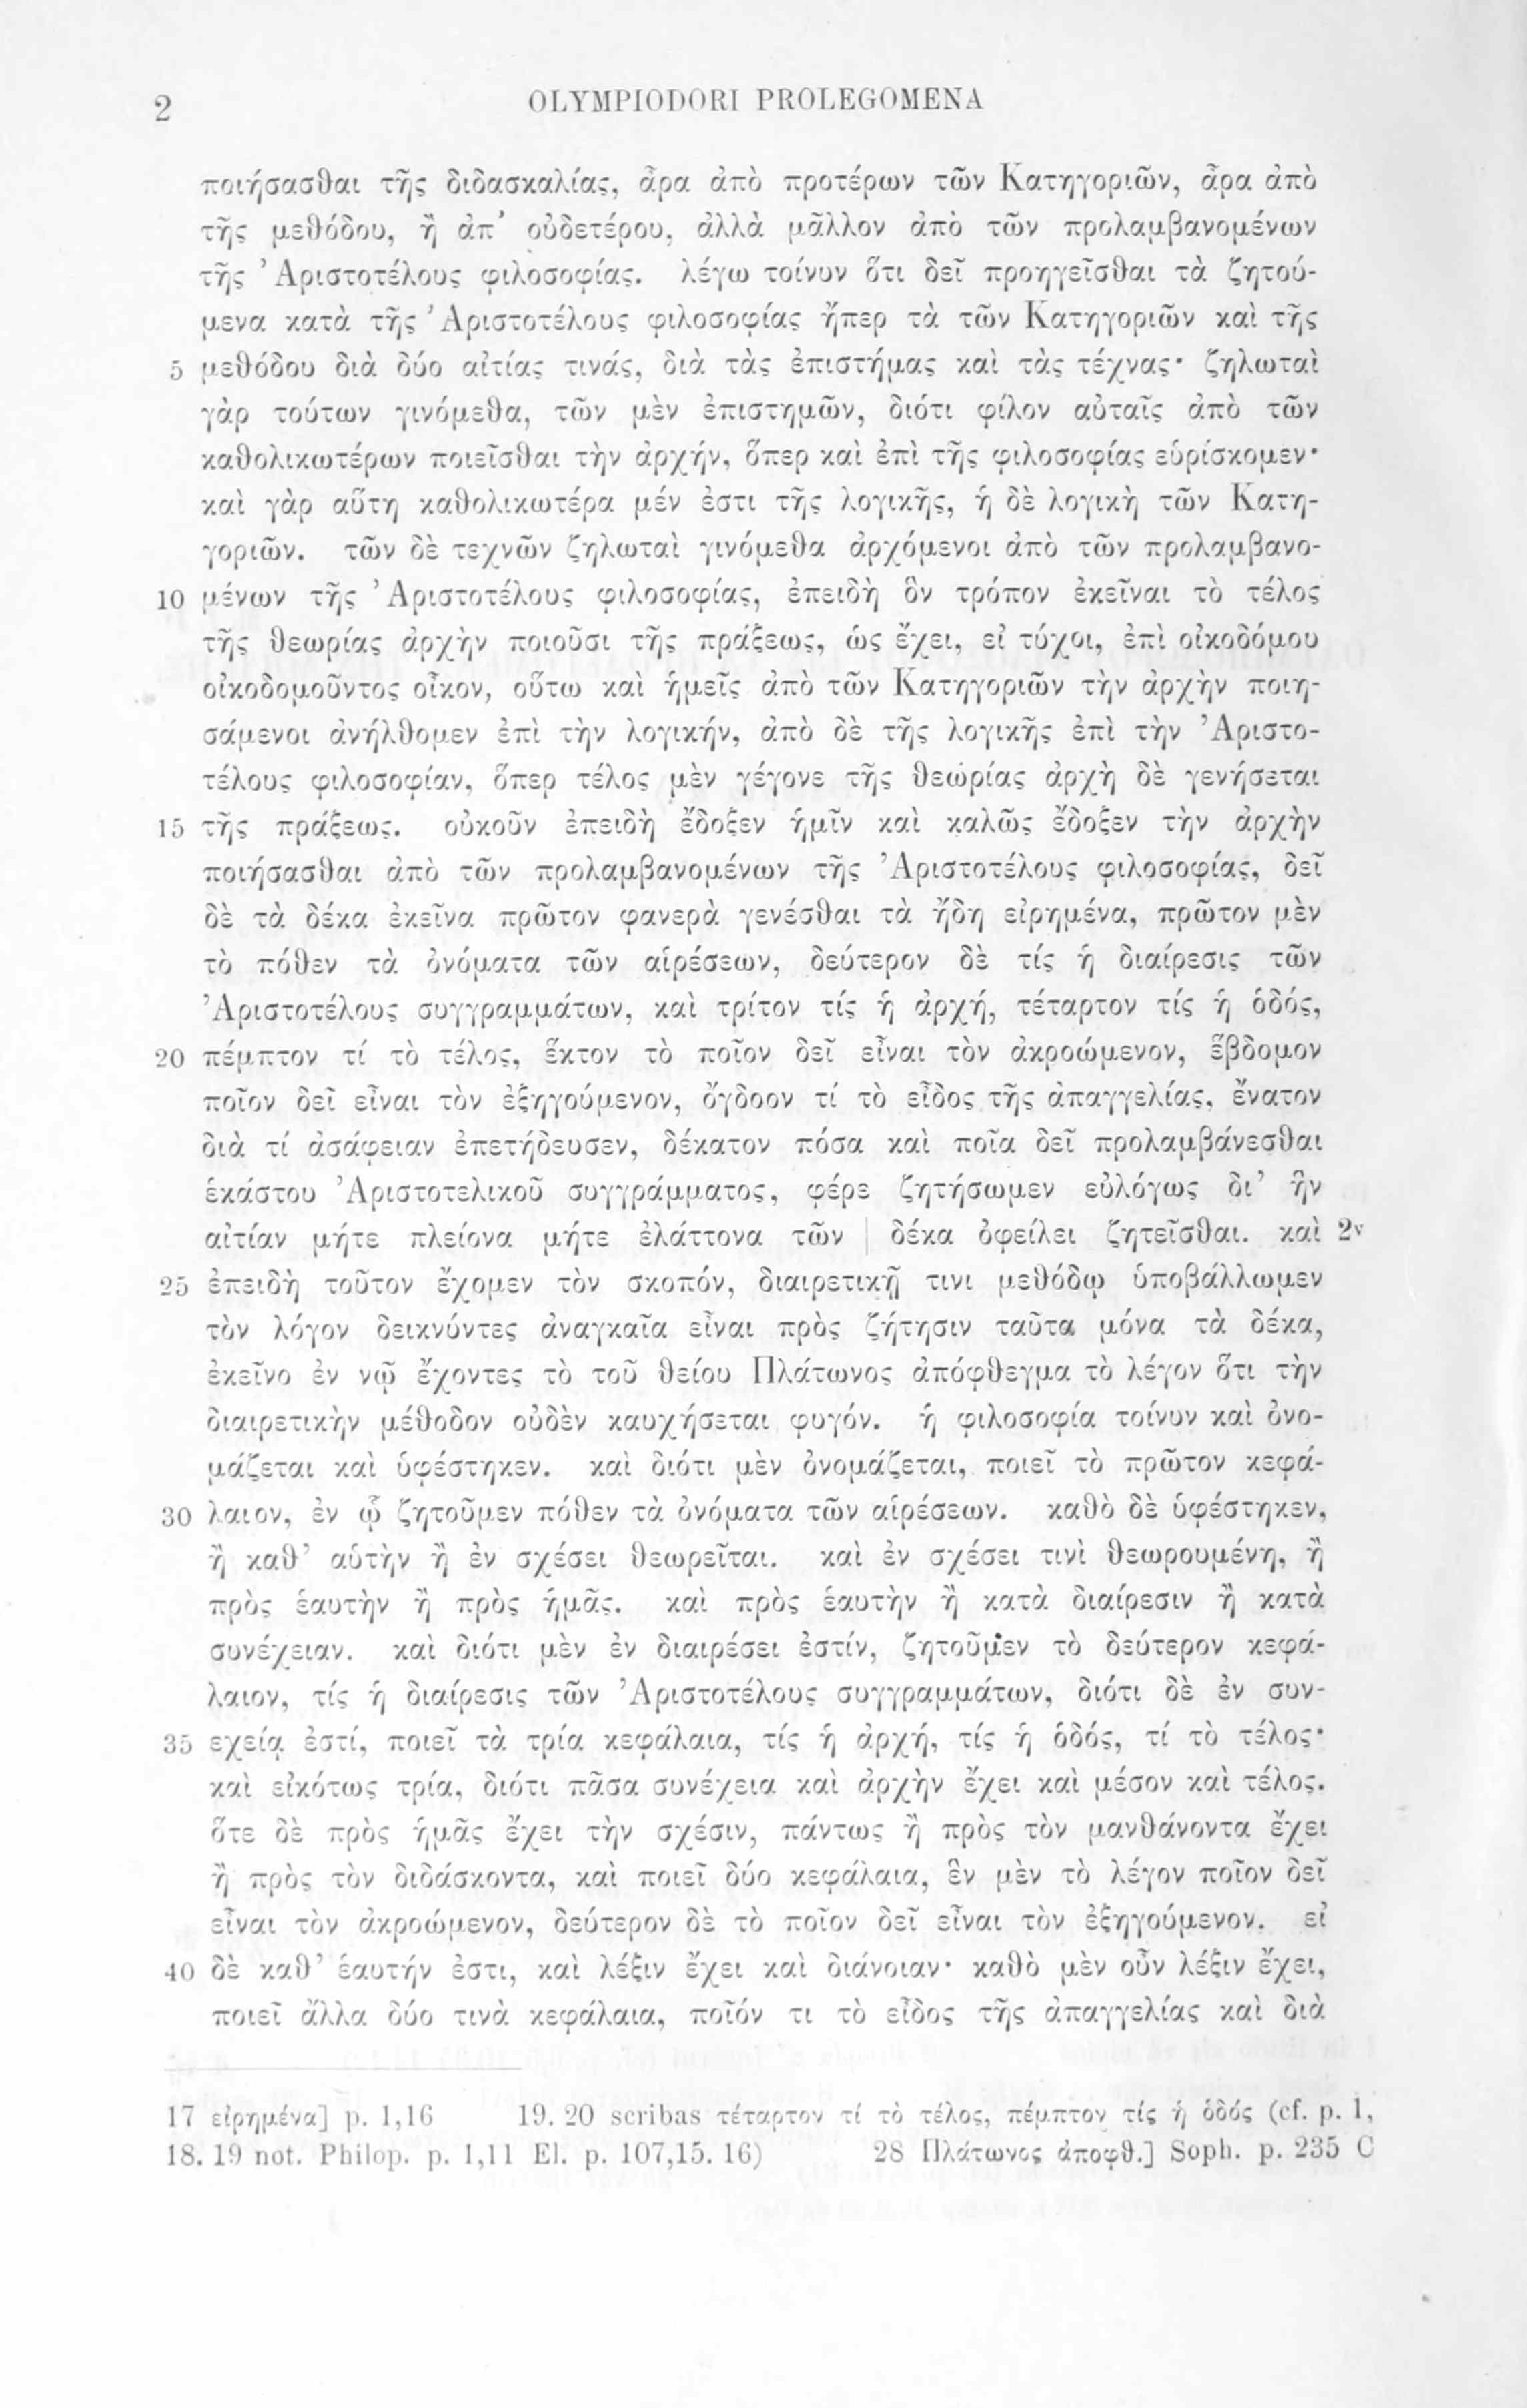 2
OLYMPIODORI PROLEGOMENA
ποιήσασθαι τῆς διδασκαλίας, ἆρα ἀπὸ προτέρων τῶν Κατηγοριῶν, ἆρα ἀπὸ
τῆς μεθόδου, ἢ ἀπ’ οὐδετέρου, ἀλλὰ μᾶλλον ἀπὸ τῶν προλαμβανομένων
τῆς Ἀριστοτέλους φιλοσοφίας. λέγω τοίνυν ὅτι δεῖ προηγεῖσθαι τὰ ζητού-
μενα κατὰ τῆς Ἀριστοτέλους φιλοσοφίας ἤπερ τὰ τῶν Κατηγοριῶν καὶ τῆς
5 μεθόδου διὰ δύο αἰτίας τινάς, διὰ τὰς ἐπιστήμας καὶ τὰς τέχνας· ζηλωταὶ
γὰρ τούτων γινόμεθα, τῶν μὲν ἐπιστημῶν, διότι φίλον αὐταῖς ἀπὸ τῶν
καθολικωτέρων ποιεῖσθαι τὴν ἀρχήν, ὅπερ καὶ ἐπὶ τῆς φιλοσοφίας εὑρίσκομεν·
καὶ γὰρ αὕτη καθολικωτέρα μέν ἐστι τῆς λογικῆς, ἡ δὲ λογικὴ τῶν Κατη-
γοριῶν. τῶν δὲ τεχνῶν ζηλωταὶ γινόμεθα ἀρχόμενοι ἀπὸ τῶν προλαμβανο-
10 μένων τῆς Ἀριστοτέλους φιλοσοφίας, ἐπειδὴ ὃν τρόπον ἐκεῖναι τὸ τέλος
τῆς θεωρίας ἀρχὴν ποιοῦσι τῆς πράξεως, ὡς ἔχει, εἰ τύχοι, ἐπὶ οἰκοδόμου
οἰκοδομοῦντος οἶκον, οὕτω καὶ ἡμεῖς ἀπὸ τῶν Κατηγοριῶν τὴν ἀρχὴν ποιη-
σάμενοι ἀνήλθομεν ἐπὶ τὴν λογικήν, ἀπὸ δὲ τῆς λογικῆς ἐπὶ τὴν Ἀριστο-
τέλους φιλοσοφίαν, ὅπερ τέλος μὲν γέγονε τῆς θεωρίας ἀρχὴ δὲ γενήσεται
15 τῆς πράξεως. οὐκοῦν ἐπειδὴ ἔδοξεν ἡμῖν καὶ καλῶς ἔδοξεν τὴν ἀρχὴν
ποιήσασθαι ἀπὸ τῶν προλαμβανομένων τῆς Ἀριστοτέλους φιλοσοφίας, δεῖ
δὲ τὰ δέκα ἐκεῖνα πρῶτον φανερὰ γενέσθαι τὰ ἤδη εἰρημένα, πρῶτον μὲν
τὸ πόθεν τὰ ὀνόματα τῶν αἱρέσεων, δεύτερον δὲ τίς ἡ διαίρεσις τῶν
Ἀριστοτέλους συγγραμμάτων, καὶ τρίτον τίς ἡ ἀρχή, τέταρτον τίς ἡ ὁδός,
20 πέμπτον τί τὸ τέλος, ἕκτον τὸ ποῖον δεῖ εἶναι τὸν ἀκροώμενον, ἕβδομον
ποῖον δεῖ εἶναι τὸν ἐξηγούμενον, ὄγδοον τί τὸ εἶδος τῆς ἀπαγγελίας, ἔνατον
διὰ τί ἀσάφειαν ἐπετήδευσεν, δέκατον πόσα καὶ ποῖα δεῖ προλαμβάνεσθαι
ἑκάστου Ἀριστοτελικοῦ συγγράμματος, φέρε ζητήσωμεν εὐλόγως δι’ ἣν
αἰτίαν μήτε πλείονα μήτε ἐλάττονα τῶν | δέκα ὀφείλει ζητεῖσθαι. καὶ 2v
25 ἐπειδὴ τοῦτον ἔχομεν τὸν σκοπόν, διαιρετικῇ τινι μεθόδῳ ὑποβάλλωμεν
τὸν λόγον δεικνύντες ἀναγκαῖα εἶναι πρὸς ζήτησιν ταῦτα μόνα τὰ δέκα,
ἐκεῖνο ἐν νῷ ἔχοντες τὸ τοῦ θείου Πλάτωνος ἀπόφθεγμα τὸ λέγον ὅτι τὴν
διαιρετικὴν μέθοδον οὐδὲν καυχήσεται φυγόν. ἡ φιλοσοφία τοίνυν καὶ ὀνο-
μάζεται καὶ ὑφέστηκεν. καὶ διότι μὲν ὀνομάζεται, ποιεῖ τὸ πρῶτον κεφά-
30 λαιον, ἐν ᾧ ζητοῦμεν πόθεν τὰ ὀνόματα τῶν αἱρέσεων. καθὸ δὲ ὑφέστηκεν,
ἢ καθ’ αὑτὴν ἢ ἐν σχέσει θεωρεῖται. καὶ ἐν σχέσει τινὶ θεωρουμένη, ἢ
πρὸς ἑαυτὴν ἢ πρὸς ἡμᾶς. καὶ πρὸς ἑαυτὴν ἢ κατὰ διαίρεσιν ἢ κατὰ
συνέχειαν. καὶ διότι μὲν ἐν διαιρέσει ἐστίν, ζητοῦμεν τὸ δεύτερον κεφά-
λαιον, τίς ἡ διαίρεσις τῶν Ἀριστοτέλους συγγραμμάτων, διότι δὲ ἐν συν-
35 εχείᾳ ἐστί, ποιεῖ τὰ τρία κεφάλαια, τίς ἡ ἀρχή, τίς ἡ ὁδός, τί τὸ τέλος·
καὶ εἰκότως τρία, διότι πᾶσα συνέχεια καὶ ἀρχὴν ἔχει καὶ μέσον καὶ τέλος.
ὅτε δὲ πρὸς ἡμᾶς ἔχει τὴν σχέσιν, πάντως ἢ πρὸς τὸν μανθάνοντα ἔχει
ἢ πρὸς τὸν διδάσκοντα, καὶ ποιεῖ δύο κεφάλαια, ἓν μὲν τὸ λέγον ποῖον δεῖ
εἶναι τὸν ἀκροώμενον, δεύτερον δὲ τὸ ποῖον δεῖ εἶναι τὸν ἐξηγούμενον. εἰ
40 δὲ καθ’ ἑαυτήν ἐστι, καὶ λέξιν ἔχει καὶ διάνοιαν· καθὸ μὲν οὖν λέξιν ἔχει,
ποιεῖ ἄλλα δύο τινὰ κεφάλαια, ποῖόν τι τὸ εἶδος τῆς ἀπαγγελίας καὶ διὰ
17 εἰρημένα] p. 1,16 19. 20 scribas τέταρτον τί τὸ τέλος, πέμπτον τίς ἡ ὁδός (cf. p. 1,
18. 19 not. Philop. p. 1,11 El. p. 107,15. 16) 28 Πλάτωνος ἀποφθ.] Soph. p. 235 C